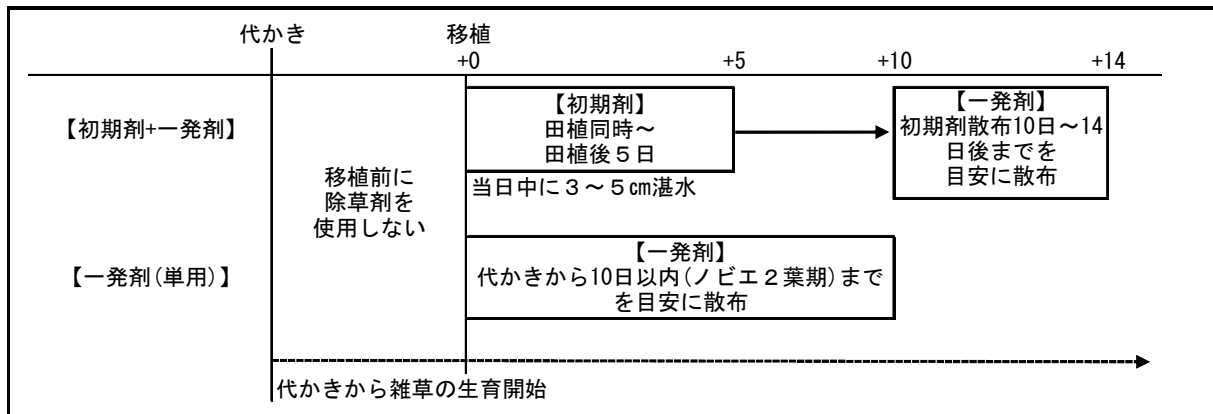 代かき 移植
+0 +5 +10 +14
【初期剤+一発剤】
移植前に
除草剤を
使用しない
【初期剤】
田植同時～
田植後５日
当日中に３～５㎝湛水
【一発剤】
初期剤散布10日～14
日後までを
目安に散布
【一発剤(単用)】
【一発剤】
代かきから10日以内(ノビエ２葉期)まで
を目安に散布
代かきから雑草の生育開始